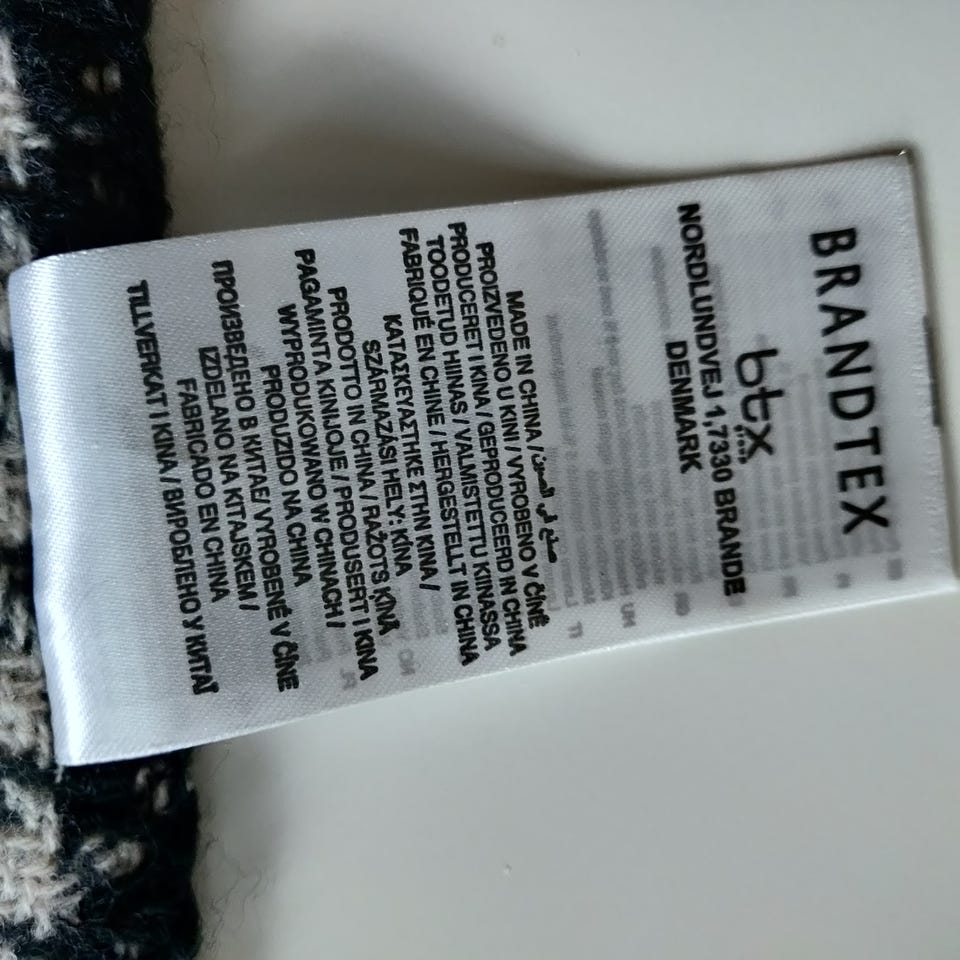 BRANDTEX
btx
group
NORDLUNDVEJ 1,7330 BRANDE
DENMARK
MADE IN CHINA / صنع في الصين /
PROIZVEDENO U KINI / VYROBENO V ČÍNĚ
PRODUCERET I KINA / GEPRODUCEERD IN CHINA
TOODETUD HIINAS / VALMISTETTU KIINASSA
FABRIQUÉ EN CHINE / HERGESTELLT IN CHINA
ΚΑΤΑΣΚΕΥΑΣΤΗΚΕ ΣΤΗΝ ΚΙΝΑ /
SZÁRMAZÁSI HELY: KÍNA
PRODOTTO IN CHINA / RAŽOTS ĶĪNĀ
PAGAMINTA KINIJOJE / PRODUSERT I KINA
WYPRODUKOWANO W CHINACH /
PRODUZIDO NA CHINA
ПРОИЗВЕДЕНО В КИТАЕ/ VYROBENÉ V ČÍNE
IZDELANO NA KITAJSKEM /
FABRICADO EN CHINA
TILLVERKAT I KINA / ВИРОБЛЕНО У КИТАЇ